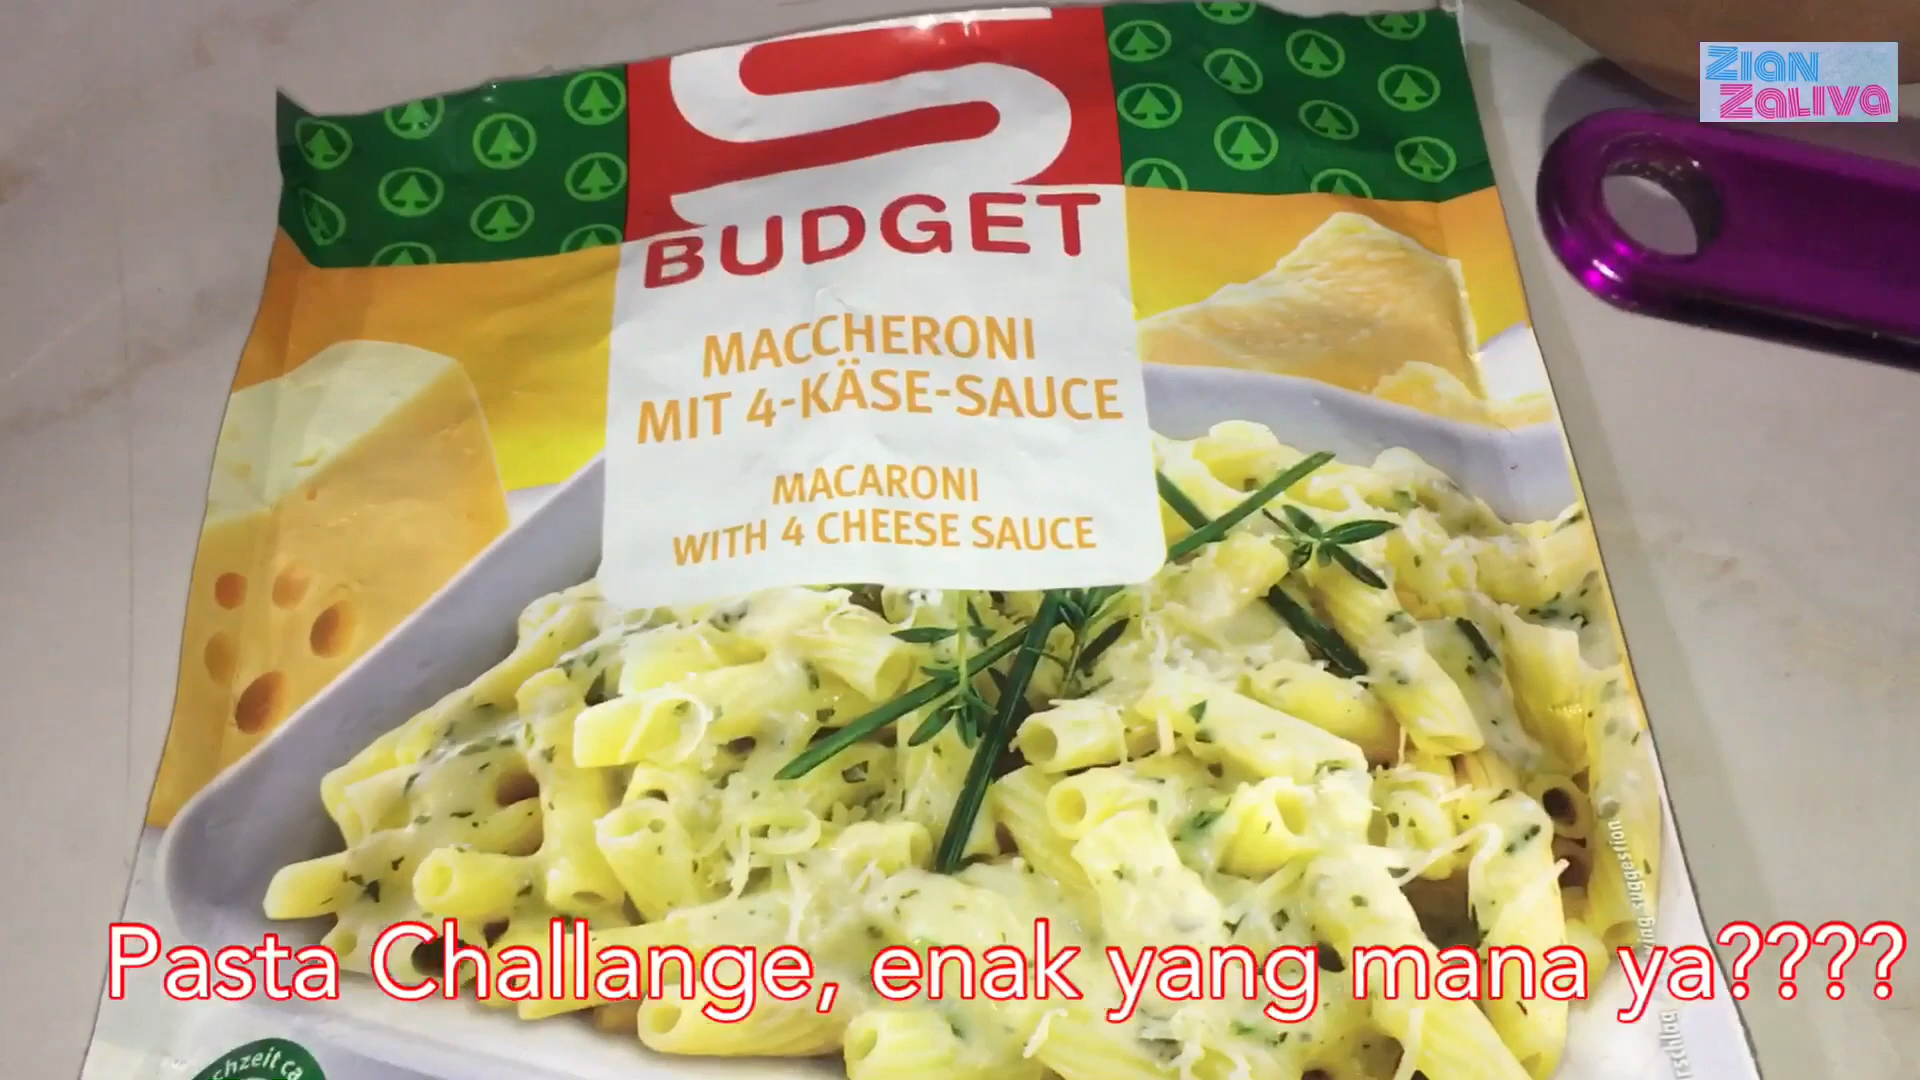 Zian
Zaliva
S
BUDGET
MACCHERONI
MIT 4-KÄSE-SAUCE
MACARONI
WITH 4 CHEESE SAUCE
suggestion
Pasta Challange, enak yang mana ya????